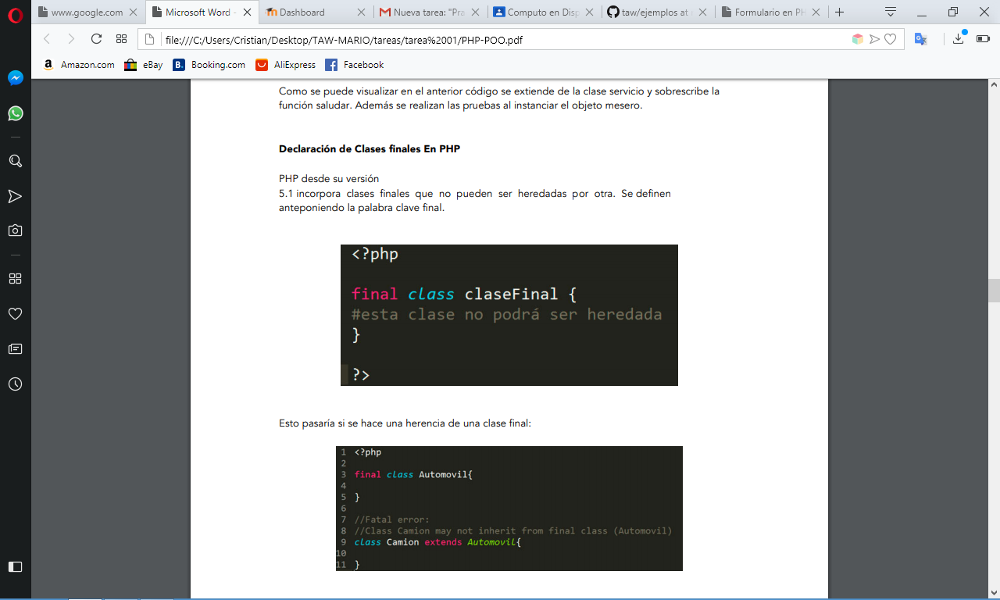 www.google.com
Microsoft Word -
Dashboard
Nueva tarea: "Pra
Computo en Disp
taw/ejemplos at
Formulario en PH
file:///C:/Users/Cristian/Desktop/TAW-MARIO/tareas/tarea%2001/PHP-POO.pdf
Amazon.com
eBay
B. Booking.com
AliExpress
Facebook
Como se puede visualizar en el anterior código se extiende de la clase servicio y sobrescribe la
función saludar. Además se realizan las pruebas al instanciar el objeto mesero.
Declaración de Clases finales En PHP
PHP desde su versión
5.1 incorpora clases finales que no pueden ser heredadas por otra. Se definen
anteponiendo la palabra clave final.
<?php
final class claseFinal {
#esta clase no podrá ser heredada
}
?>
Esto pasaría si se hace una herencia de una clase final:
1 <?php
2
3 final class Automovil{
4
5 }
6
7 //Fatal error:
8 //Class Camion may not inherit from final class (Automovil)
9 class Camion extends Automovil{
10
11 }